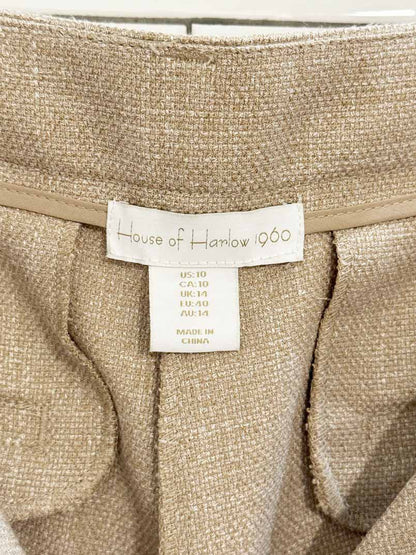 House of Harlow 1960
US:10
CA:10
UK:14
EU:40
AU:14
MADE IN
CHINA